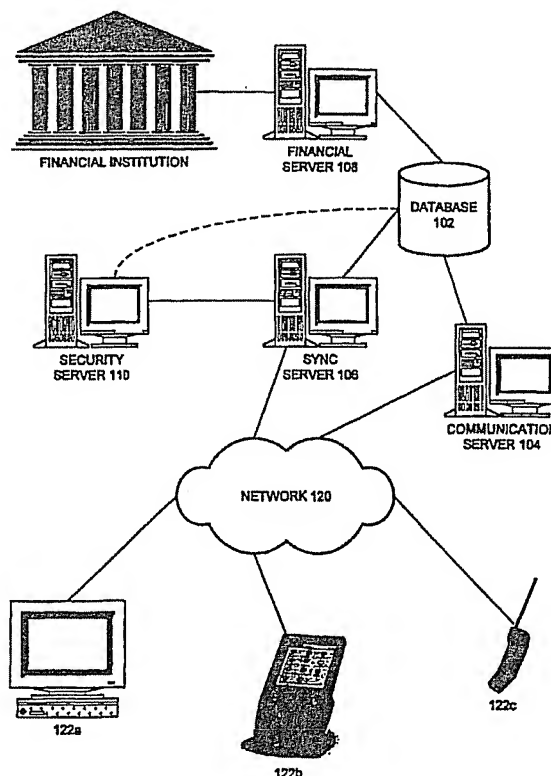 FINANCIAL INSTITUTION
FINANCIAL
SERVER 108
DATABASE
102
SECURITY
SERVER 110
SYNC
SERVER 106
COMMUNICATION
SERVER 104
NETWORK 120
122a
122b
122c